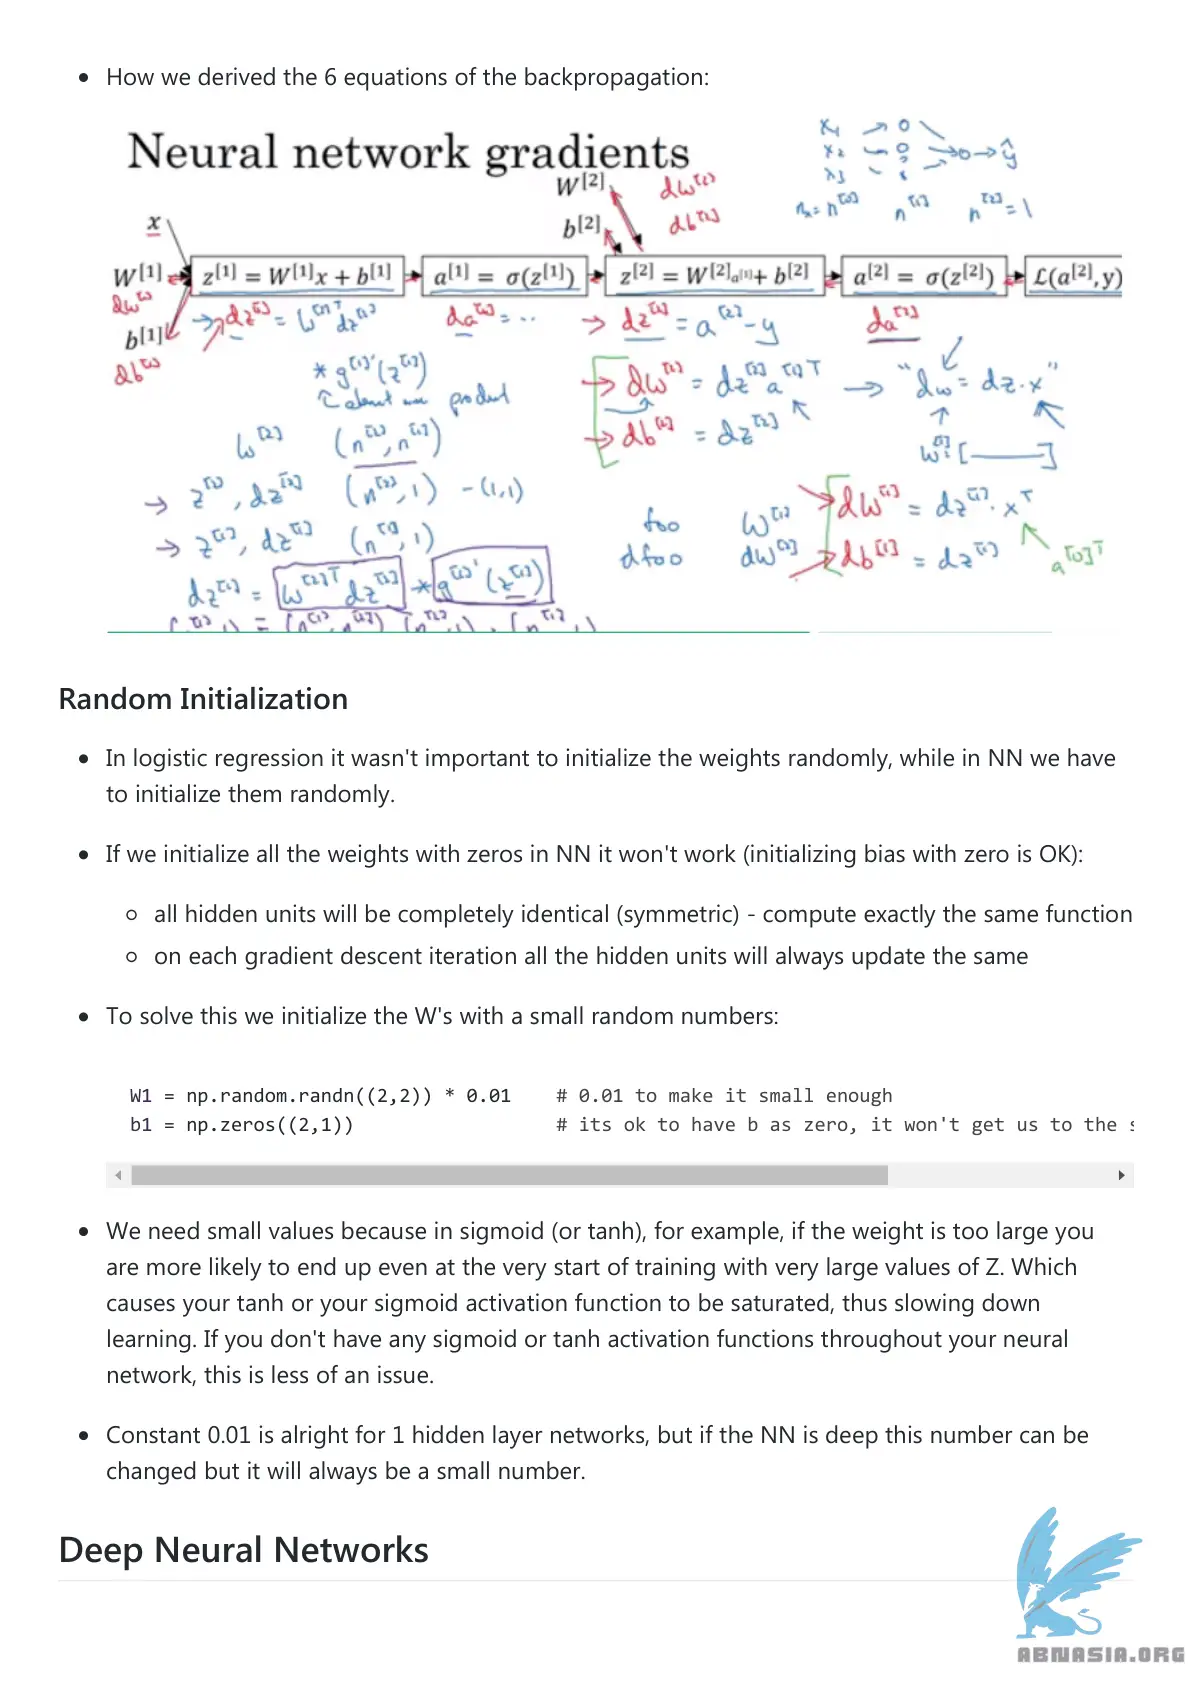 How we derived the 6 equations of the backpropagation:
Neural network gradients
x₁ → 0
x₂ 0 → 0 → ŷ
x₃
nₓ = n^[0] n^[1] n^[2] = 1
W^[2] dW^[2]
b^[2] db^[2]
x
W^[1] z^[1] = W^[1]x + b^[1] a^[1] = σ(z^[1]) z^[2] = W^[2]a^[1] + b^[2] a^[2] = σ(z^[2]) ℒ(a^[2], y)
dW^[1]
b^[1]
db^[1]
→ dz^[1] = W^[2]T dz^[2] da^[1] = .. → dz^[2] = a^[2] - y da^[2]
* g^[1]'(z^[1])
product
→ dW^[2] = dz^[2] a^[1]T → "dw = dz · x"
→ db^[2] = dz^[2]
W^[2] (n^[2], n^[1])
→ z^[2], dz^[2] (n^[2], 1) - (1,1)
→ z^[1], dz^[1] (n^[1], 1)
foo W^[1]
dfoo dW^[1]
dW^[1] = dz^[1] · x^T
db^[1] = dz^[1] a^[0]T
dz^[1] = W^[2]T dz^[2] * g^[1]'(z^[1])
Random Initialization
In logistic regression it wasn't important to initialize the weights randomly, while in NN we have
to initialize them randomly.
If we initialize all the weights with zeros in NN it won't work (initializing bias with zero is OK):
all hidden units will be completely identical (symmetric) - compute exactly the same function
on each gradient descent iteration all the hidden units will always update the same
To solve this we initialize the W's with a small random numbers:
W1 = np.random.randn((2,2)) * 0.01 # 0.01 to make it small enough
b1 = np.zeros((2,1)) # its ok to have b as zero, it won't get us to the s
We need small values because in sigmoid (or tanh), for example, if the weight is too large you
are more likely to end up even at the very start of training with very large values of Z. Which
causes your tanh or your sigmoid activation function to be saturated, thus slowing down
learning. If you don't have any sigmoid or tanh activation functions throughout your neural
network, this is less of an issue.
Constant 0.01 is alright for 1 hidden layer networks, but if the NN is deep this number can be
changed but it will always be a small number.
Deep Neural Networks
ABNASIA.ORG